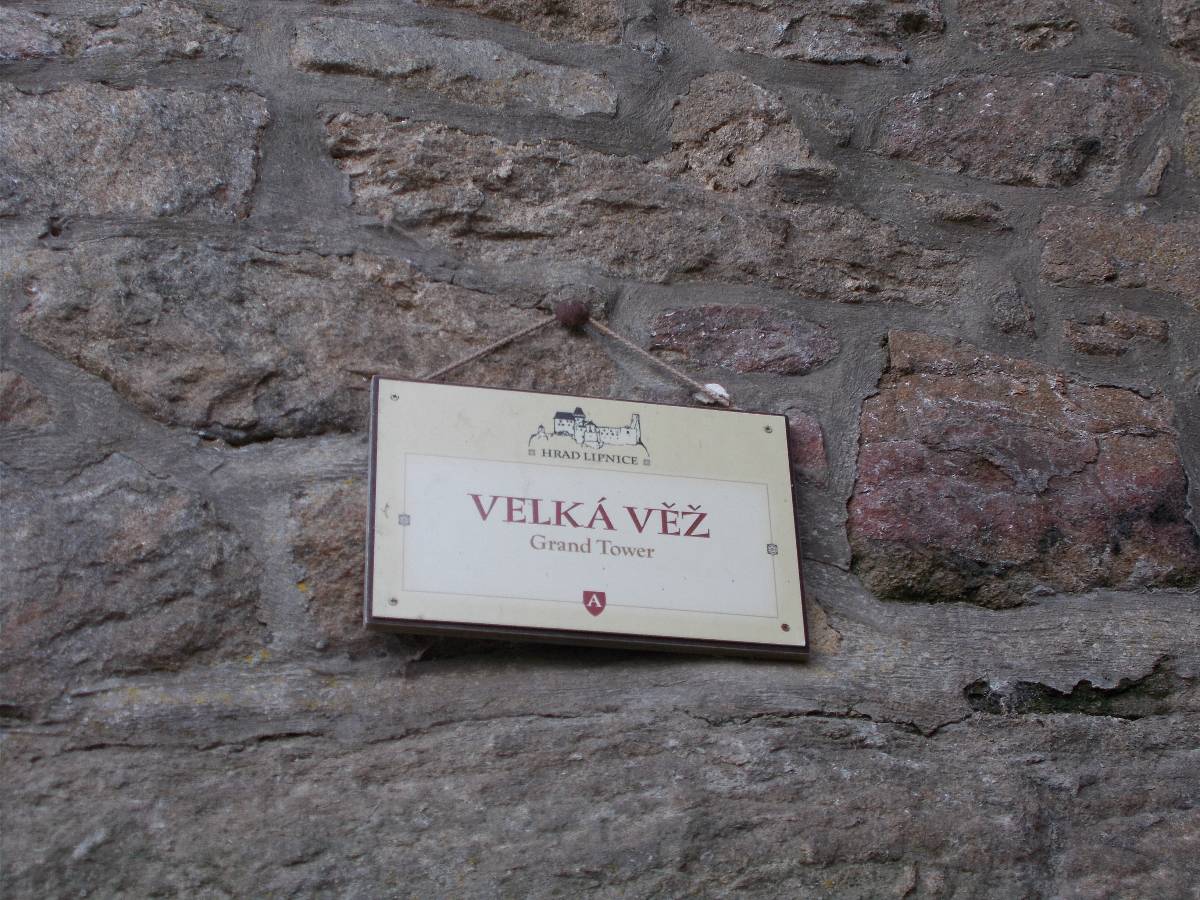 HRAD LIPNICE
VELKÁ VĚŽ
Grand Tower
A